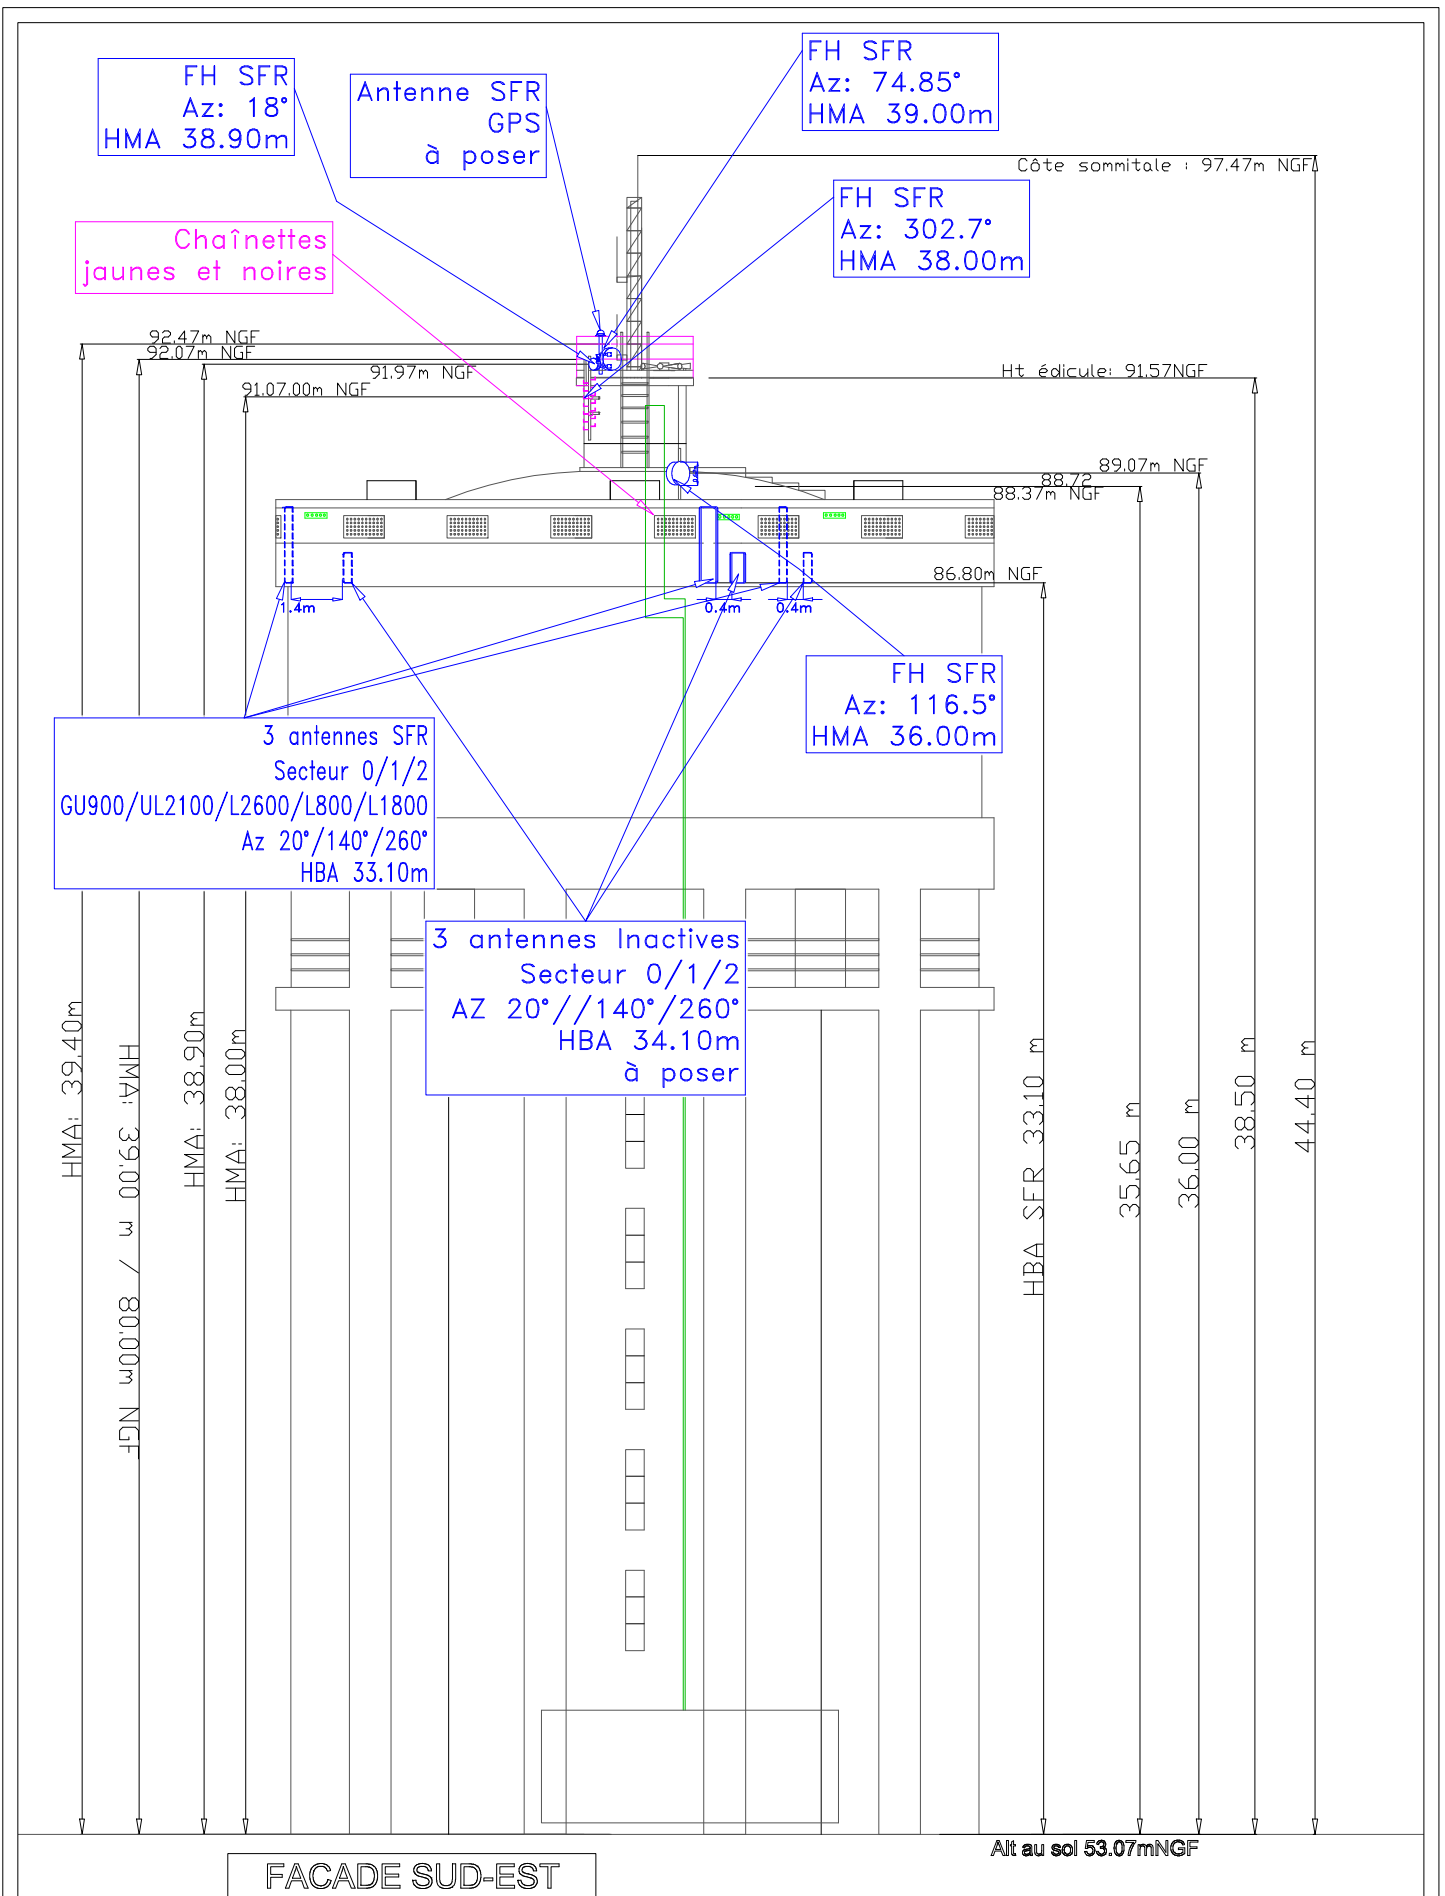 FH SFR
Az: 18°
HMA 38.90m
Antenne SFR
GPS
à poser
FH SFR
Az: 74.85°
HMA 39.00m
Côte sommitale : 97.47m NGF
FH SFR
Az: 302.7°
HMA 38.00m
Chaînettes
jaunes et noires
92.47m NGF
92.07m NGF
91.97m NGF
91.07.00m NGF
Ht édicule: 91.57NGF
89.07m NGF
88.72
88.37m NGF
86.80m NGF
1.4m
0.4m
0.4m
FH SFR
Az: 116.5°
HMA 36.00m
3 antennes SFR
Secteur 0/1/2
GU900/UL2100/L2600/L800/L1800
Az 20°/140°/260°
HBA 33.10m
3 antennes Inactives
Secteur 0/1/2
AZ 20°//140°/260°
HBA 34.10m
à poser
HMA: 39.40m
HMA: 39.00 m / 80.00m NGF
HMA: 38.90m
HMA: 38.00m
HBA SFR 33.10 m
35.65 m
36.00 m
38.50 m
44.40 m
Alt au sol 53.07mNGF
FACADE SUD-EST